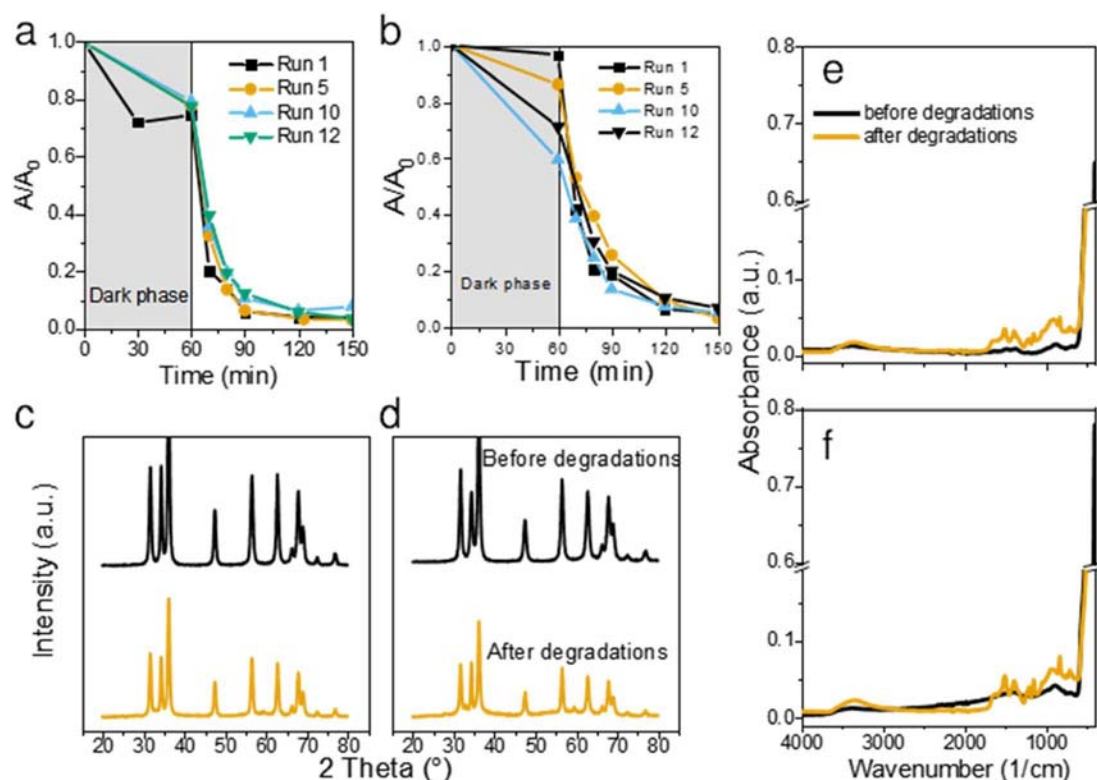 a
1.0
0.8
0.6
0.4
0.2
0.0
A/A₀
Run 1
Run 5
Run 10
Run 12
Dark phase
0 30 60 90 120 150
Time (min)
b
1.0
0.8
0.6
0.4
0.2
0.0
A/A₀
Run 1
Run 5
Run 10
Run 12
Dark phase
0 30 60 90 120 150
Time (min)
c
Intensity (a.u.)
20 30 40 50 60 70 80
d
Before degradations
After degradations
20 30 40 50 60 70 80
2 Theta (°)
e
before degradations
after degradations
0.8
0.7
0.6
0.1
0.0
Absorbance (a.u.)
f
0.8
0.7
0.6
0.1
0.0
4000 3000 2000 1000
Wavenumber (1/cm)